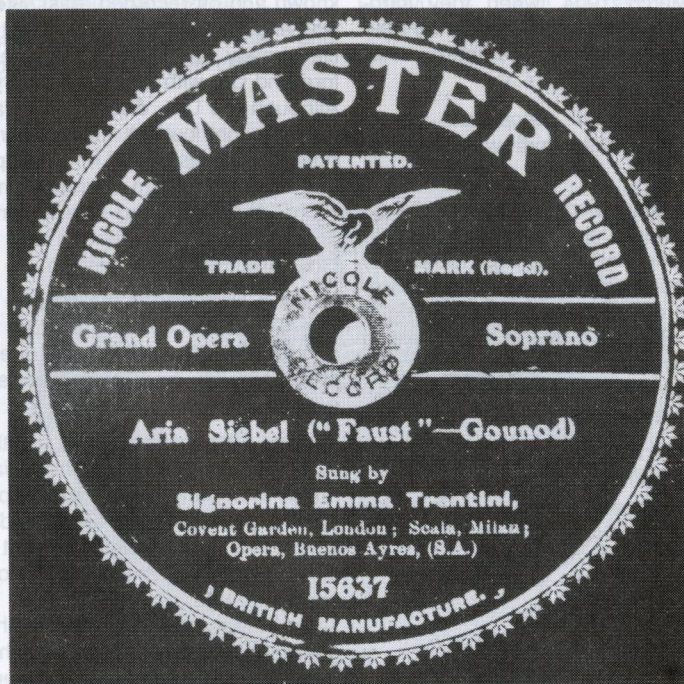 MASTER
NICOLE RECORD
PATENTED.
TRADE MARK (Regd).
NICOLE
RECORD
Grand Opera Soprano
Aria Siebel ("Faust"—Gounod)
Sung by
Signorina Emma Trentini,
Covent Garden, London; Scala, Milan;
Opera, Buenos Ayres, (S.A.)
15637
BRITISH MANUFACTURE.